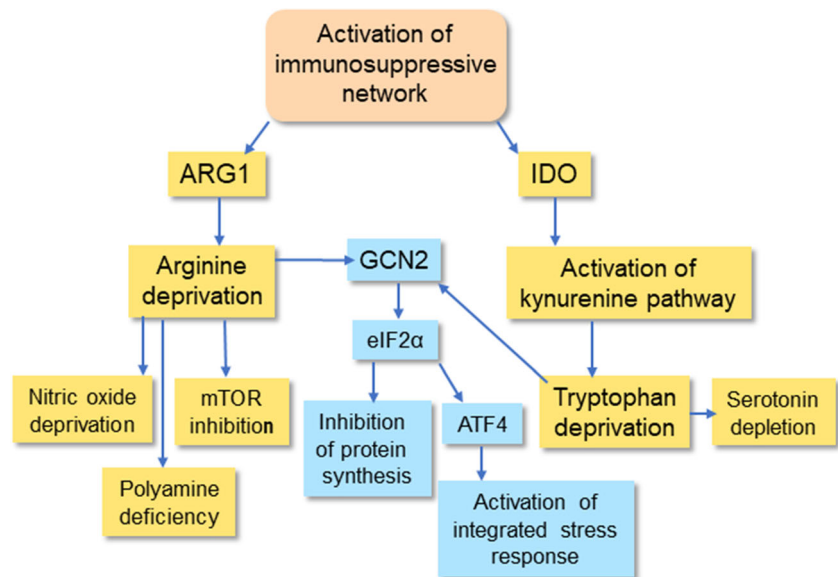 Activation of
immunosuppressive
network
ARG1
IDO
Arginine
deprivation
GCN2
Activation of
kynurenine pathway
eIF2α
Nitric oxide
deprivation
mTOR
inhibition
Inhibition
of protein
synthesis
ATF4
Tryptophan
deprivation
Serotonin
depletion
Polyamine
deficiency
Activation of
integrated stress
response